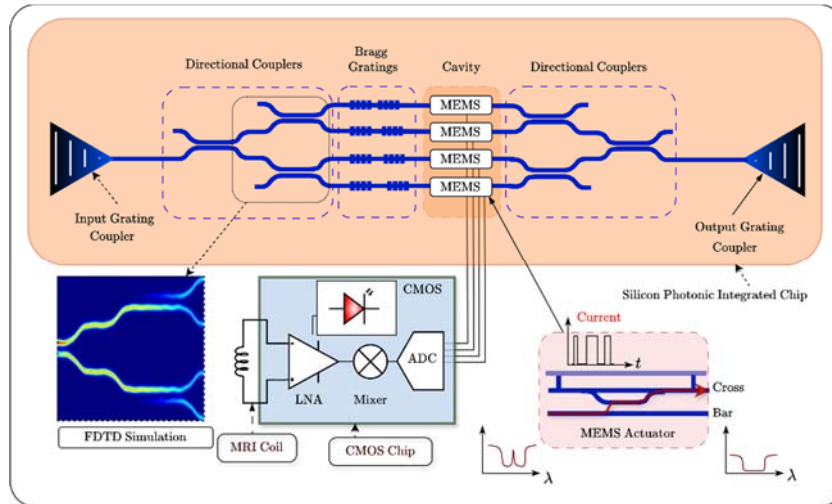 Directional Couplers
Bragg
Gratings
Cavity
Directional Couplers
MEMS
MEMS
MEMS
MEMS
Input Grating
Coupler
Output Grating
Coupler
Silicon Photonic Integrated Chip
CMOS
LNA
Mixer
ADC
FDTD Simulation
MRI Coil
CMOS Chip
Current
t
Cross
Bar
MEMS Actuator
λ
λ